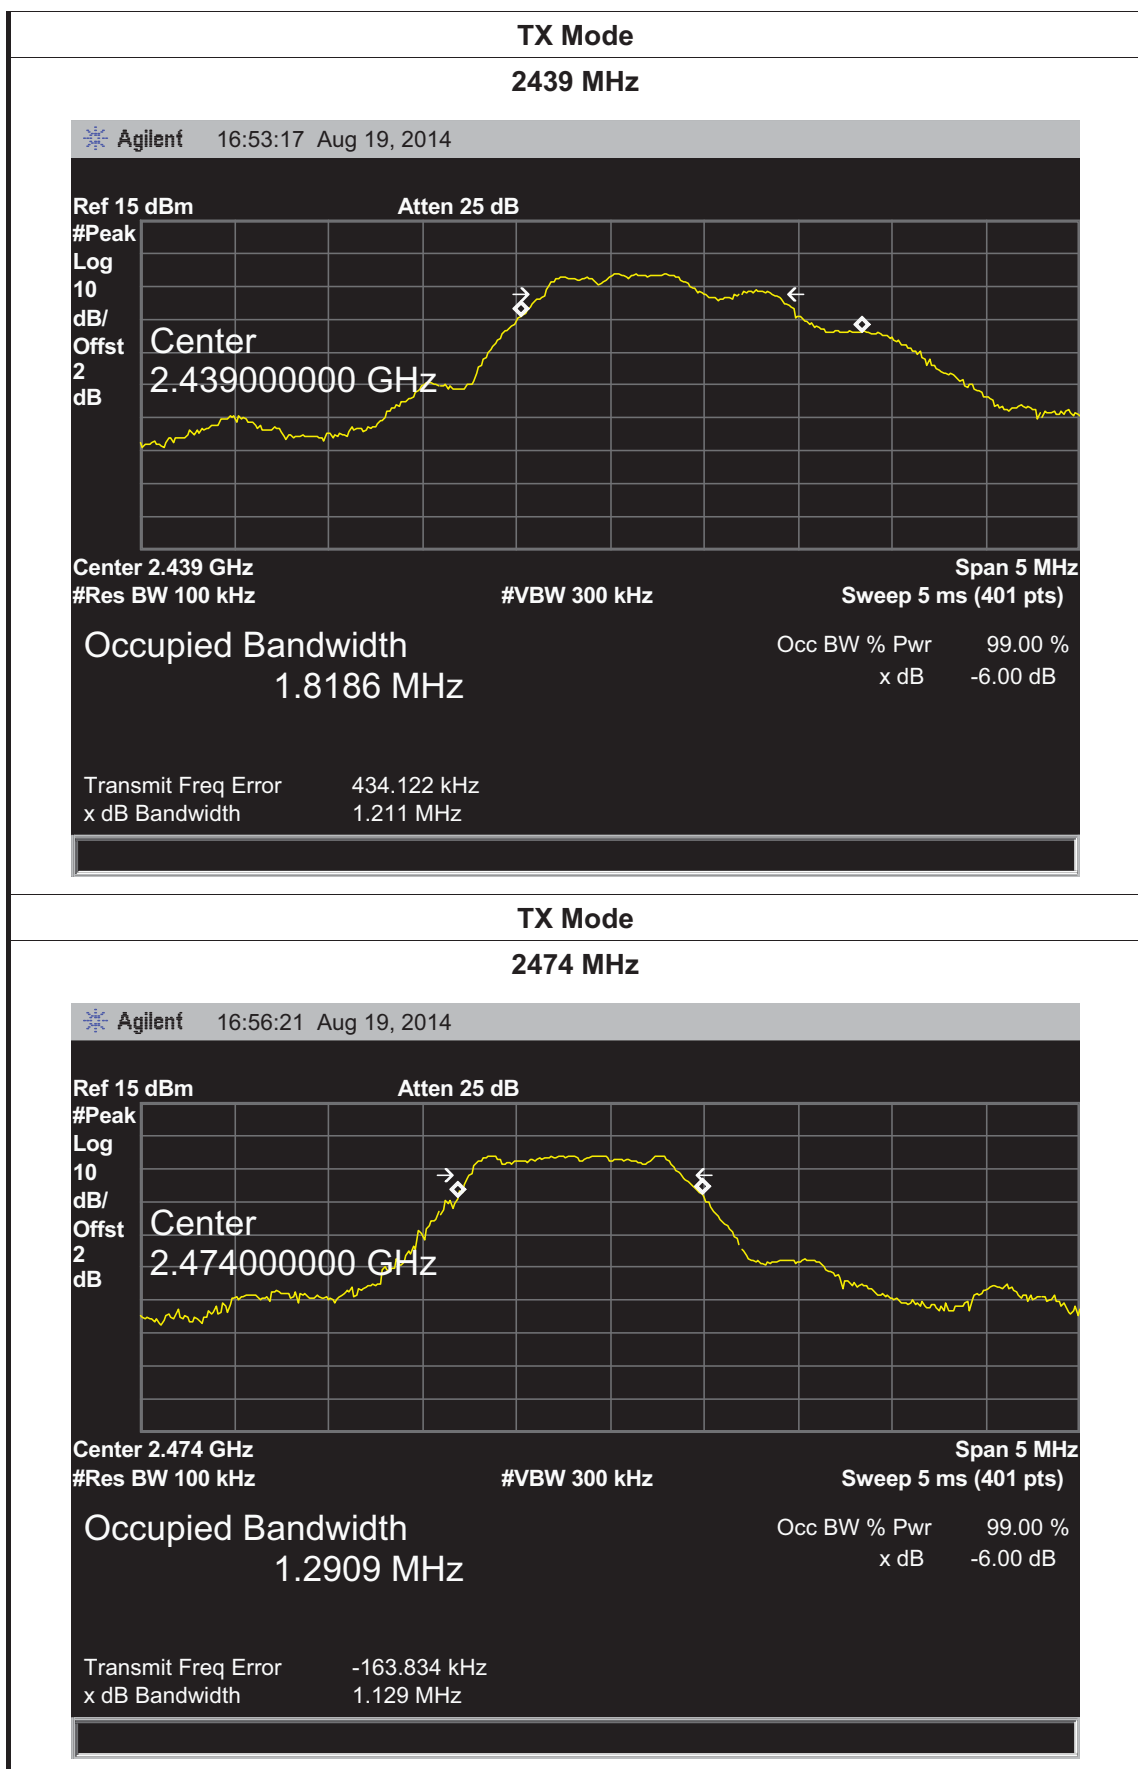 TX Mode
2439 MHz
Agilent 16:53:17 Aug 19, 2014
Ref 15 dBm Atten 25 dB
#Peak
Log
10
dB/
Offst
2
dB
Center
2.439000000 GHz
Center 2.439 GHz Span 5 MHz
#Res BW 100 kHz #VBW 300 kHz Sweep 5 ms (401 pts)
Occupied Bandwidth Occ BW % Pwr 99.00 %
1.8186 MHz x dB -6.00 dB
Transmit Freq Error 434.122 kHz
x dB Bandwidth 1.211 MHz
TX Mode
2474 MHz
Agilent 16:56:21 Aug 19, 2014
Ref 15 dBm Atten 25 dB
#Peak
Log
10
dB/
Offst
2
dB
Center
2.474000000 GHz
Center 2.474 GHz Span 5 MHz
#Res BW 100 kHz #VBW 300 kHz Sweep 5 ms (401 pts)
Occupied Bandwidth Occ BW % Pwr 99.00 %
1.2909 MHz x dB -6.00 dB
Transmit Freq Error -163.834 kHz
x dB Bandwidth 1.129 MHz